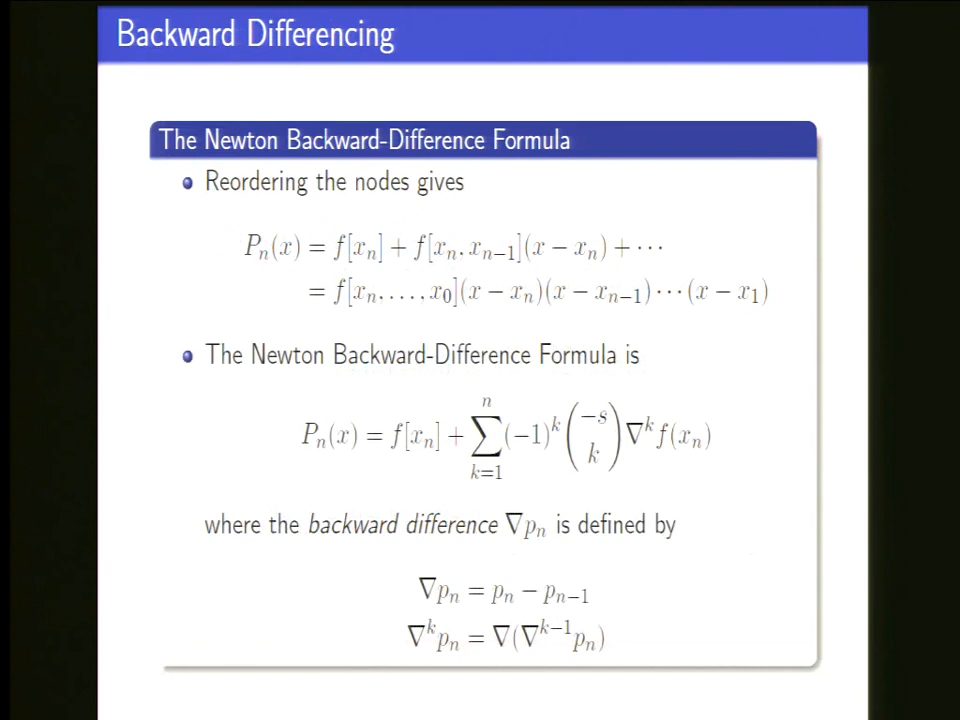 Backward Differencing
The Newton Backward-Difference Formula
Reordering the nodes gives
Pₙ(x) = f[xₙ] + f[xₙ. xₙ₋₁](x − xₙ) + ⋯
= f[xₙ. …. x₀](x − xₙ)(x − xₙ₋₁) ⋯ (x − x₁)
The Newton Backward-Difference Formula is
Pₙ(x) = f[xₙ] + ∑ₖ₌₁ⁿ (−1)ᵏ (−s k) ∇ᵏ f(xₙ)
where the backward difference ∇pₙ is defined by
∇pₙ = pₙ − pₙ₋₁
∇ᵏpₙ = ∇(∇ᵏ⁻¹pₙ)